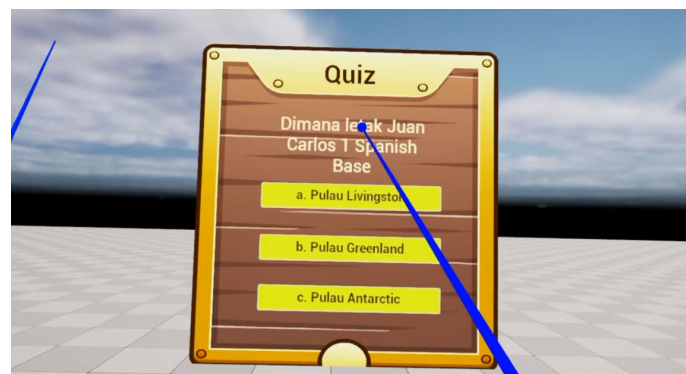 Quiz
Dimana letak Juan
Carlos 1 Spanish
Base
a. Pulau Livingston
b. Pulau Greenland
c. Pulau Antarctic